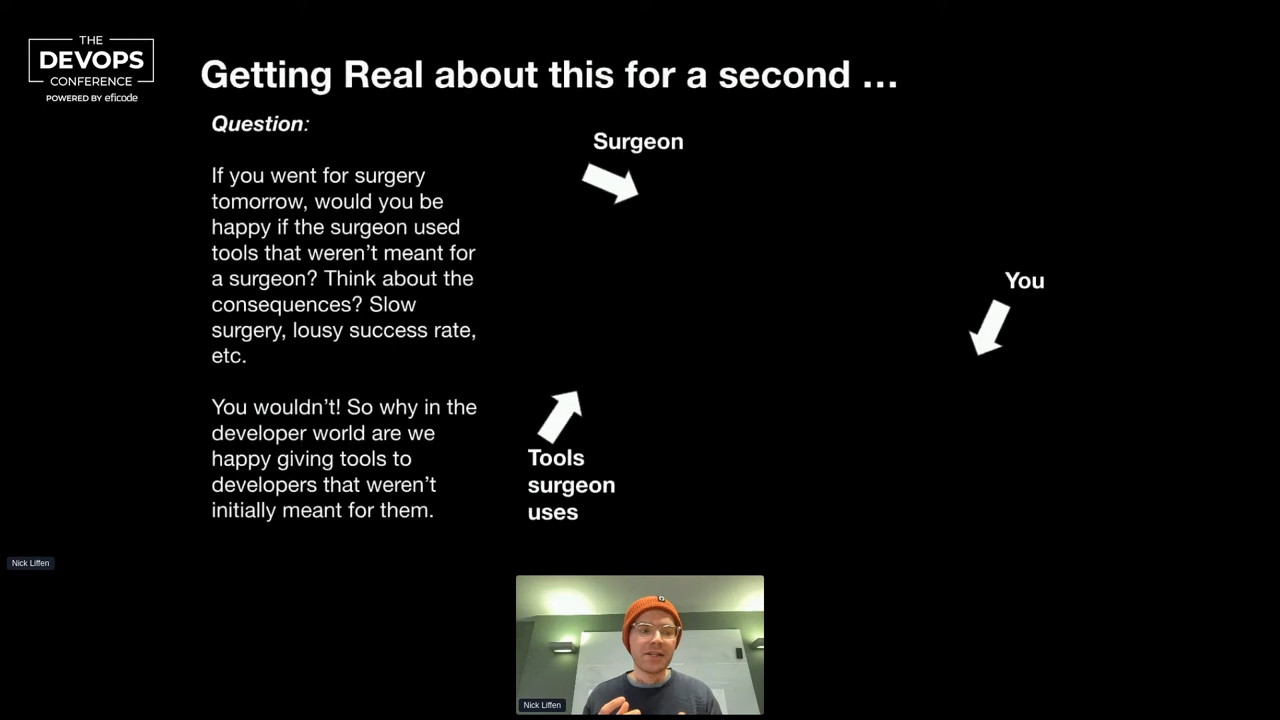 THE
DEVOPS
CONFERENCE
POWERED BY eficode
Getting Real about this for a second …
Question:
If you went for surgery
tomorrow, would you be
happy if the surgeon used
tools that weren’t meant for
a surgeon? Think about the
consequences? Slow
surgery, lousy success rate,
etc.
You wouldn’t! So why in the
developer world are we
happy giving tools to
developers that weren’t
initially meant for them.
Surgeon
You
Tools
surgeon
uses
Nick Liffen
Nick Liffen